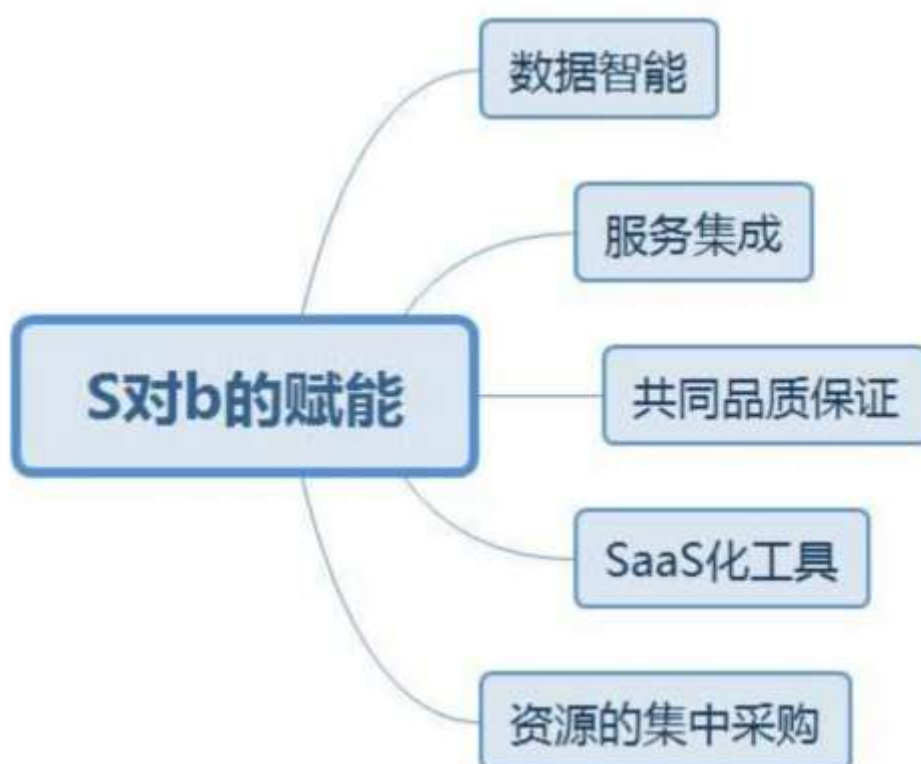 数据智能
服务集成
S对b的赋能
共同品质保证
SaaS化工具
资源的集中采购